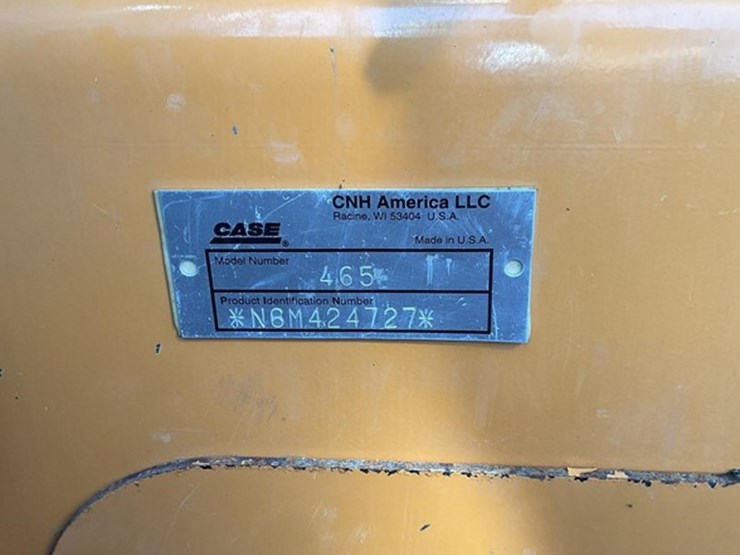 CNH America LLC
Racine, WI 53404 U.S.A.
CASE®
Made in U.S.A.
Model Number
465
Product Identification Number
*N6M424727*